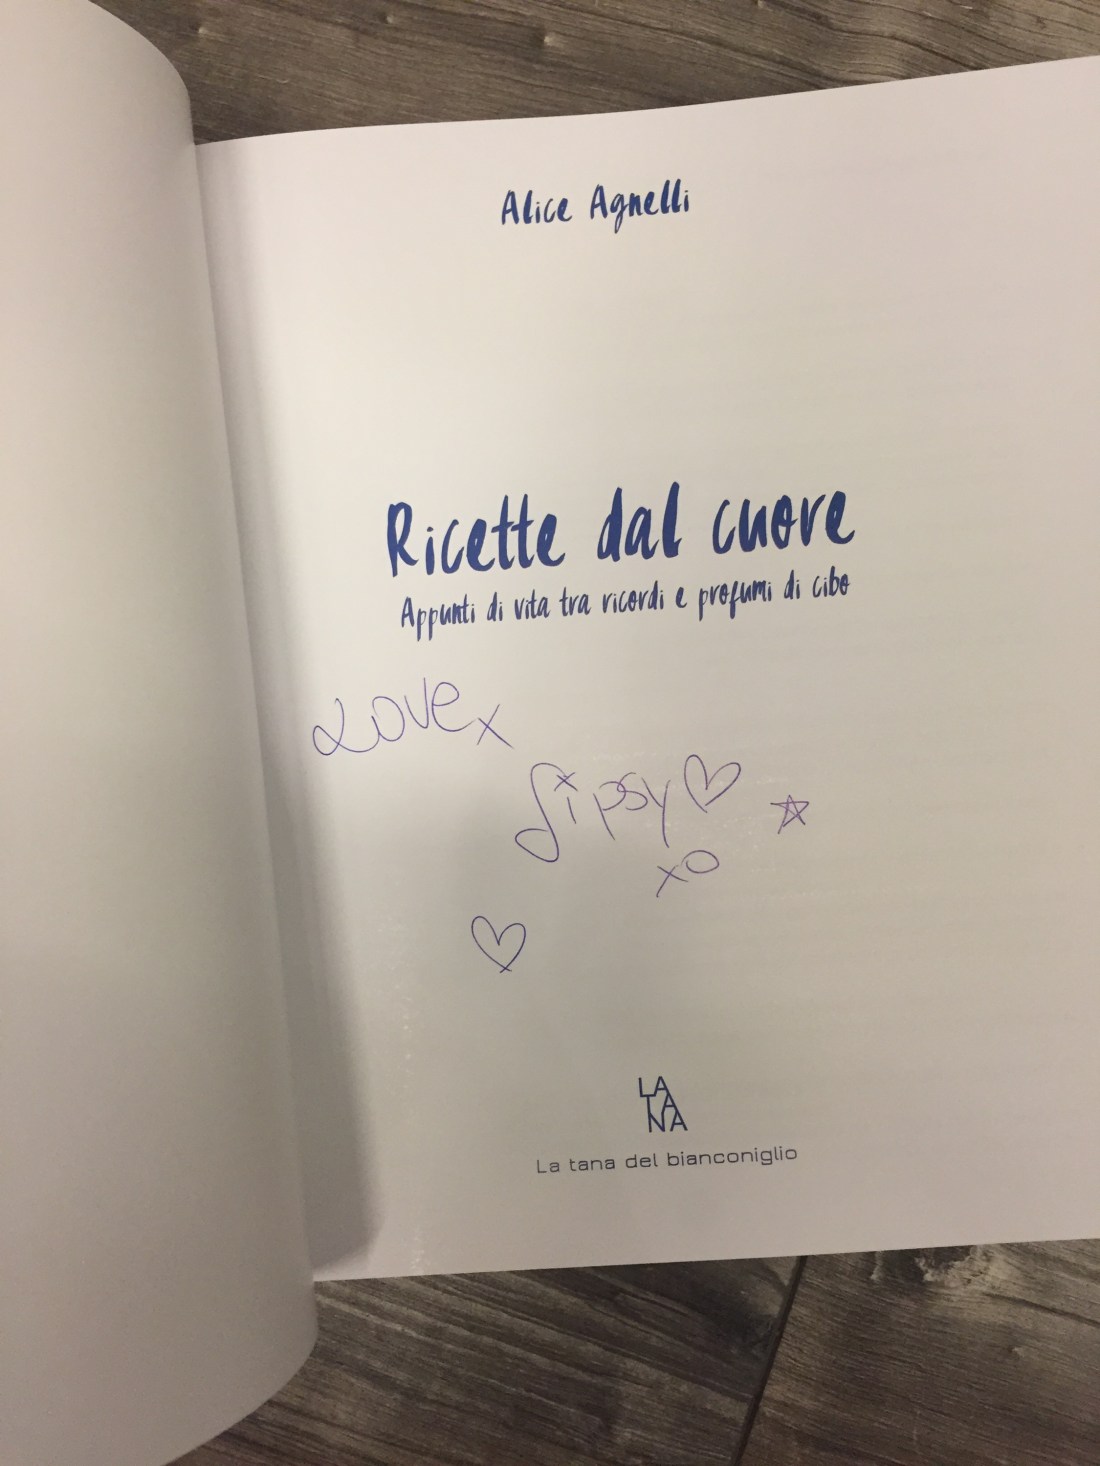 Alice Agnelli
Ricette dal cuore
Appunti di vita tra ricordi e profumi di cibo
Love x
Gipsy ♡ ☆
xo
♡
LA
TA
NA
La tana del bianconiglio